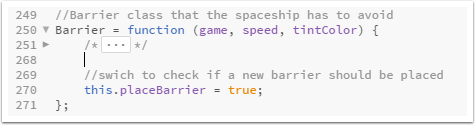 249 //Barrier class that the spaceship has to avoid
250 ▼ Barrier = function (game, speed, tintColor) {
251 ▶ /* ... */
268
269 //swich to check if a new barrier should be placed
270 this.placeBarrier = true;
271 };